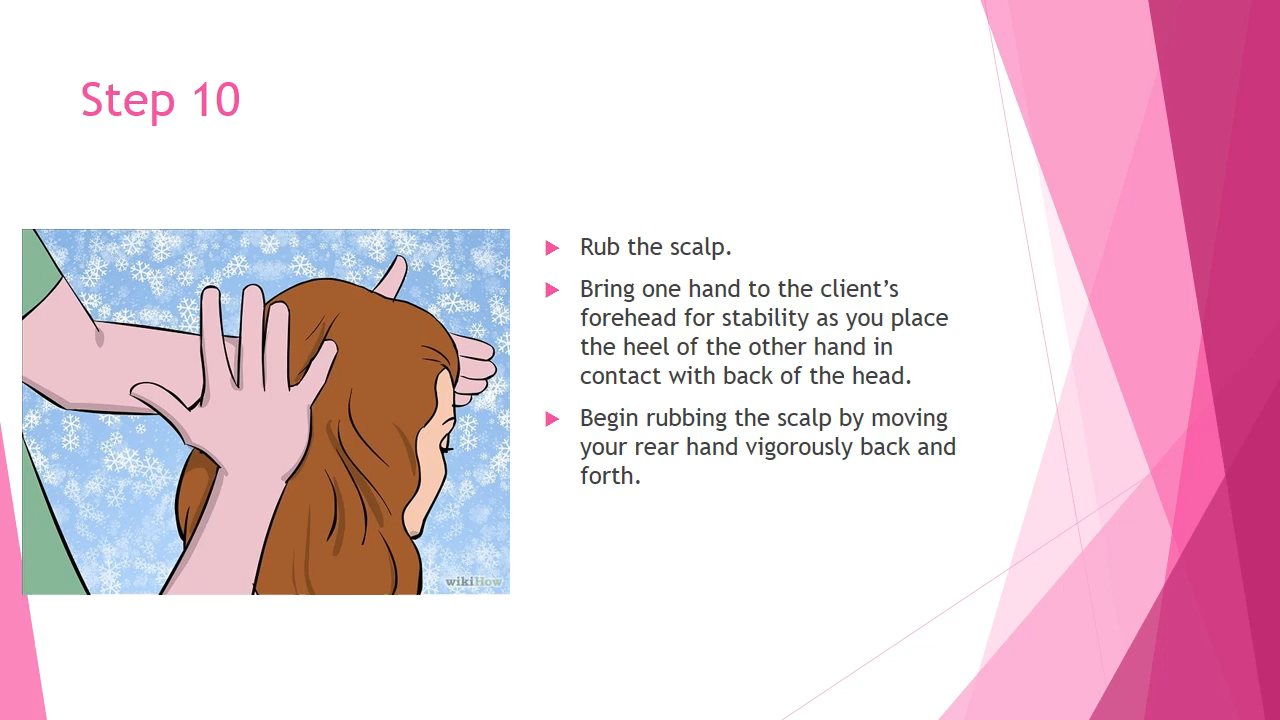 Step 10
Rub the scalp.
Bring one hand to the client’s
forehead for stability as you place
the heel of the other hand in
contact with back of the head.
Begin rubbing the scalp by moving
your rear hand vigorously back and
forth.
wikiHow